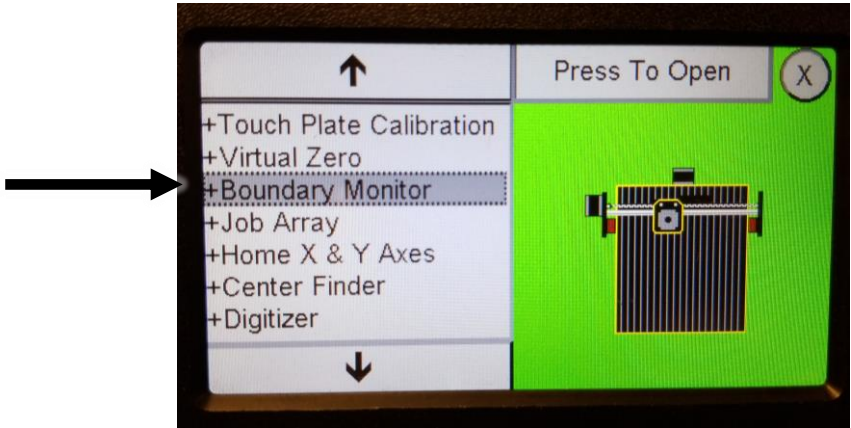 Press To Open
X
+Touch Plate Calibration
+Virtual Zero
+Boundary Monitor
+Job Array
+Home X & Y Axes
+Center Finder
+Digitizer